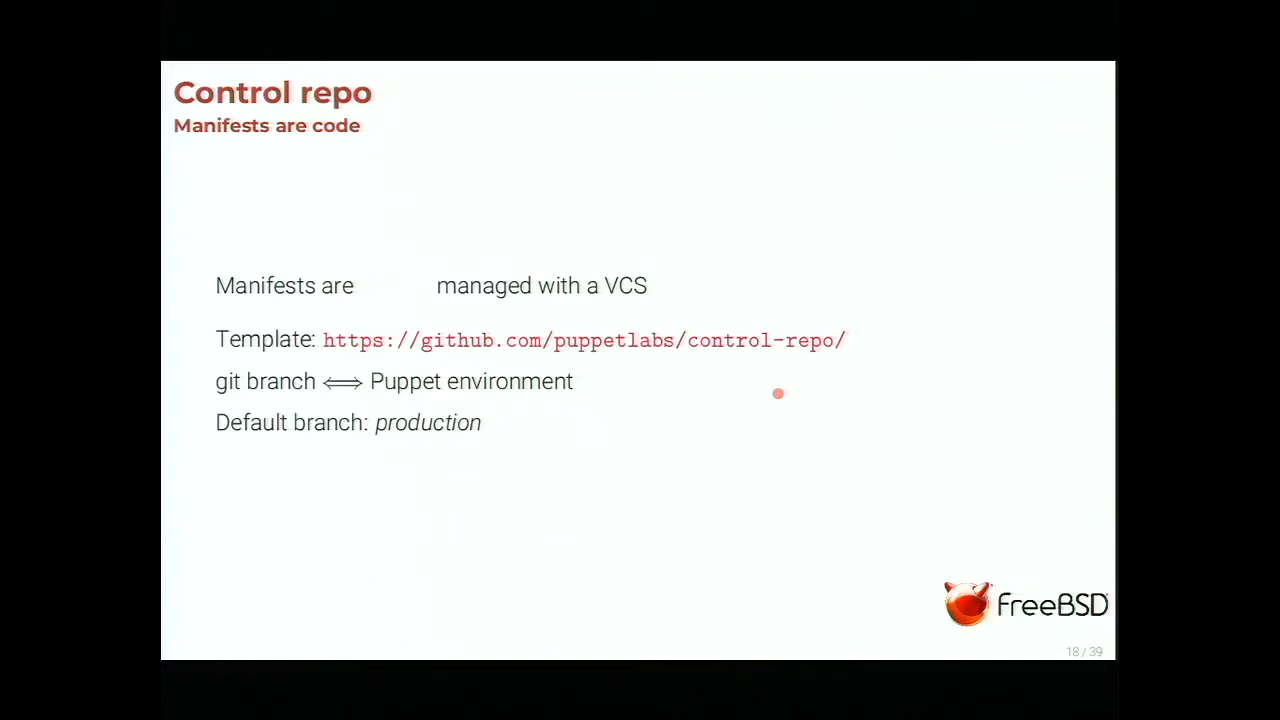 Control repo
Manifests are code
Manifests are managed with a VCS
Template: https://github.com/puppetlabs/control-repo/
git branch ⟺ Puppet environment
Default branch: production
FreeBSD
18 / 39